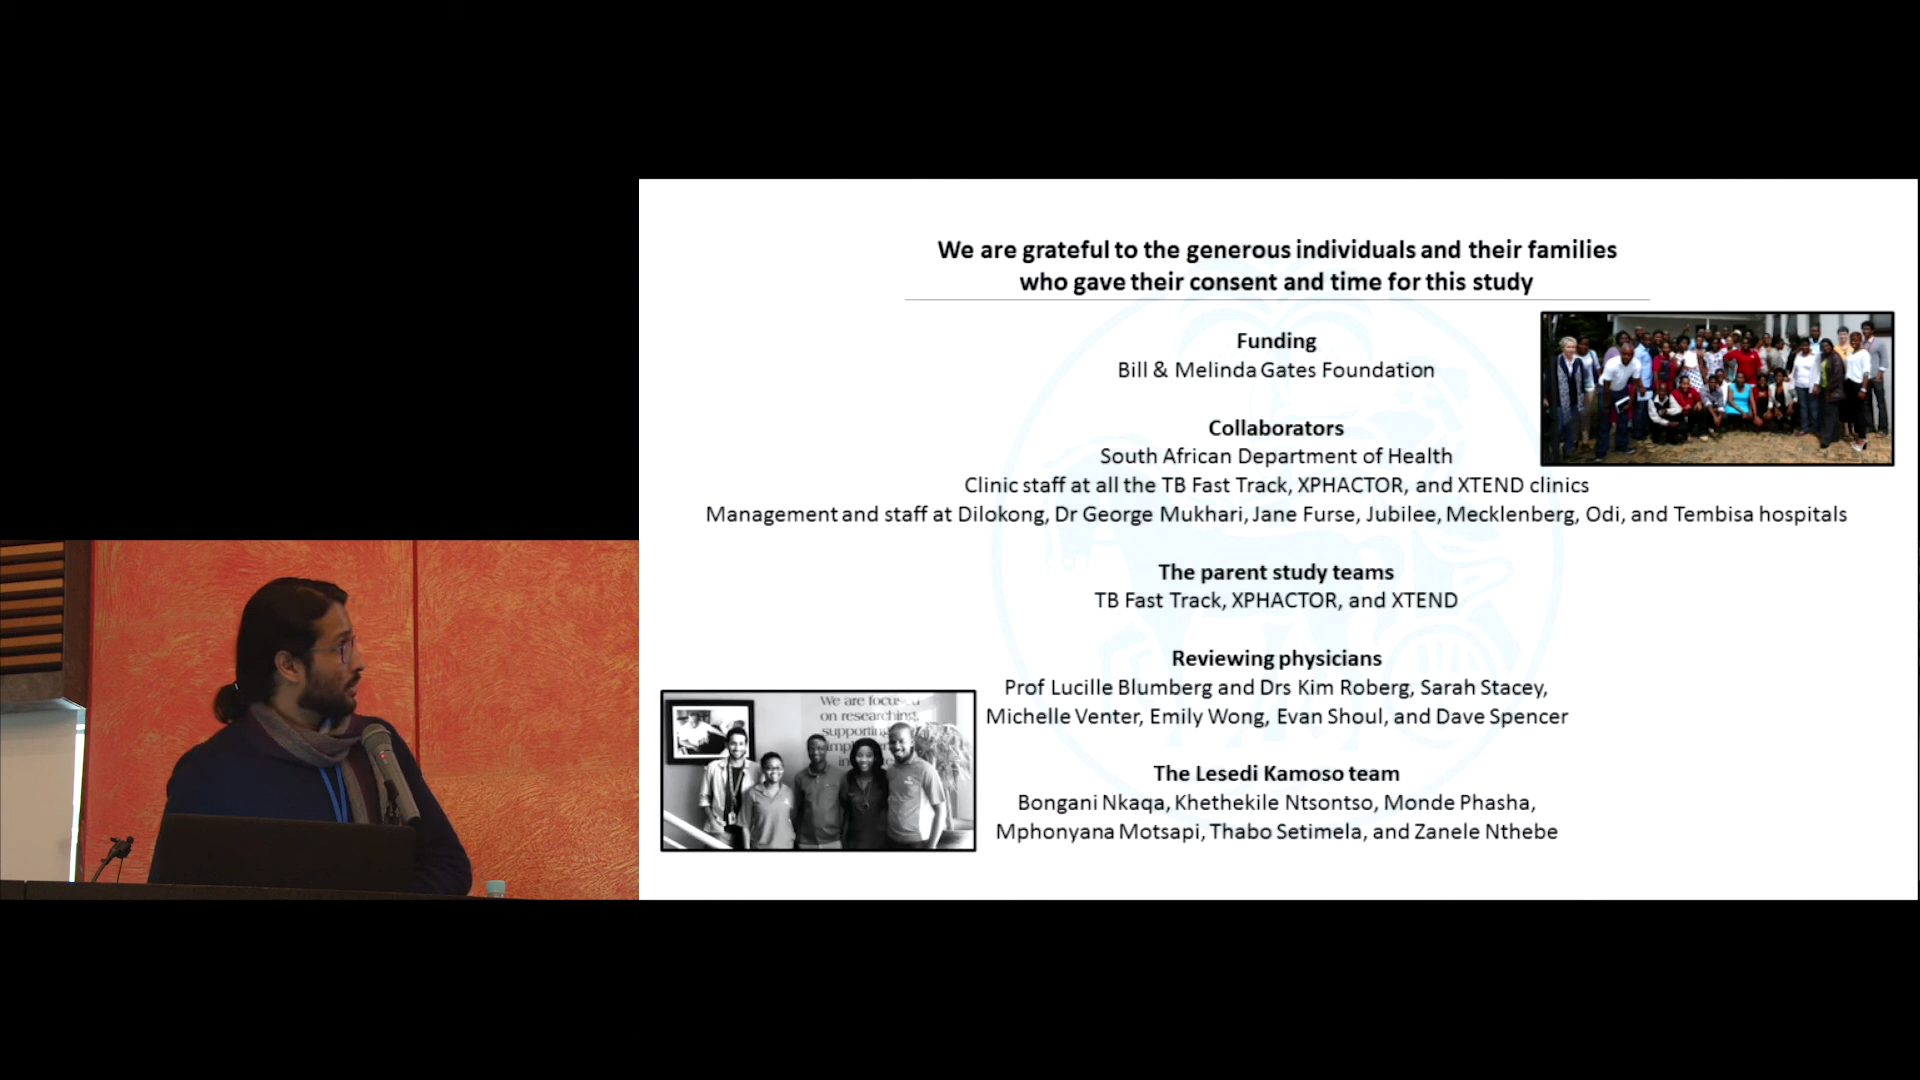 We are grateful to the generous individuals and their families
who gave their consent and time for this study
Funding
Bill & Melinda Gates Foundation
Collaborators
South African Department of Health
Clinic staff at all the TB Fast Track, XPHACTOR, and XTEND clinics
Management and staff at Dilokong, Dr George Mukhari, Jane Furse, Jubilee, Mecklenberg, Odi, and Tembisa hospitals
The parent study teams
TB Fast Track, XPHACTOR, and XTEND
Reviewing physicians
Prof Lucille Blumberg and Drs Kim Roberg, Sarah Stacey,
Michelle Venter, Emily Wong, Evan Shoul, and Dave Spencer
The Lesedi Kamoso team
Bongani Nkaqa, Khethekile Ntsontso, Monde Phasha,
Mphonyana Motsapi, Thabo Setimela, and Zanele Nthebe
We are
on researching,
supporting